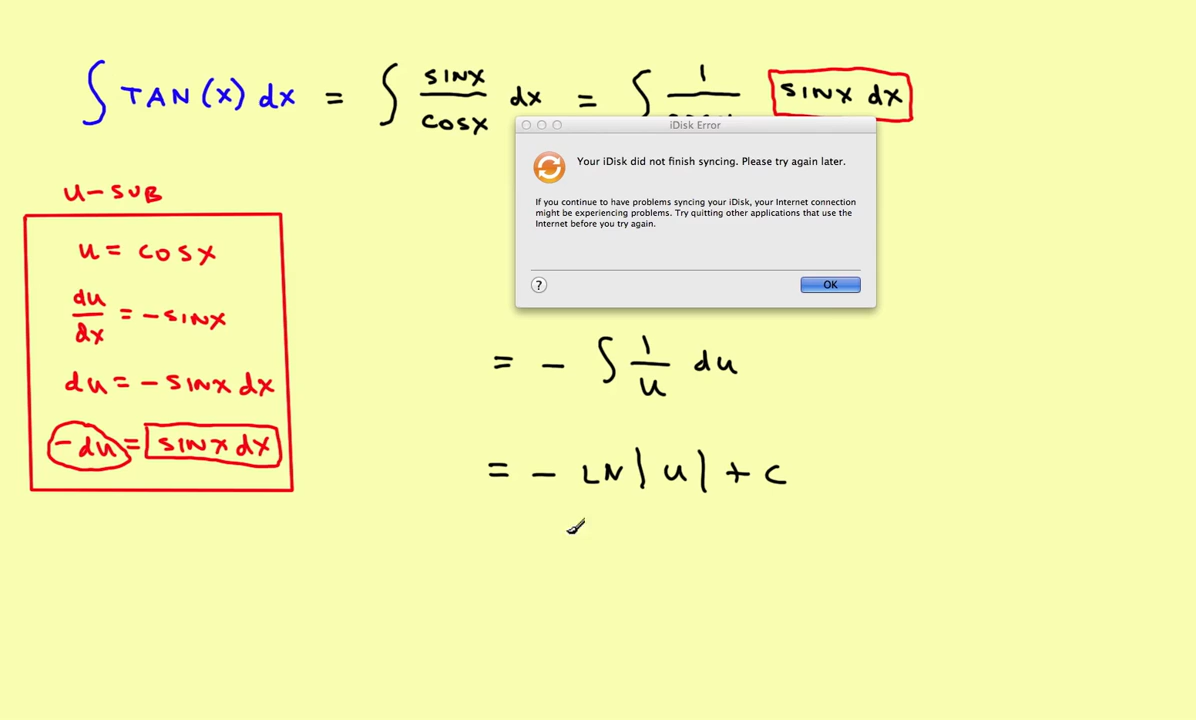 ∫ TAN(x) dx = ∫ SINX/COSX dx = ∫ 1/ SINX dx
iDisk Error
Your iDisk did not finish syncing. Please try again later.
If you continue to have problems syncing your iDisk, your Internet connection
might be experiencing problems. Try quitting other applications that use the
Internet before you try again.
?
OK
u-SUB
u = COSX
du/dx = -SINX
du = -SINX dx
-du = SINX dx
= - ∫ 1/u du
= - LN|u| + C